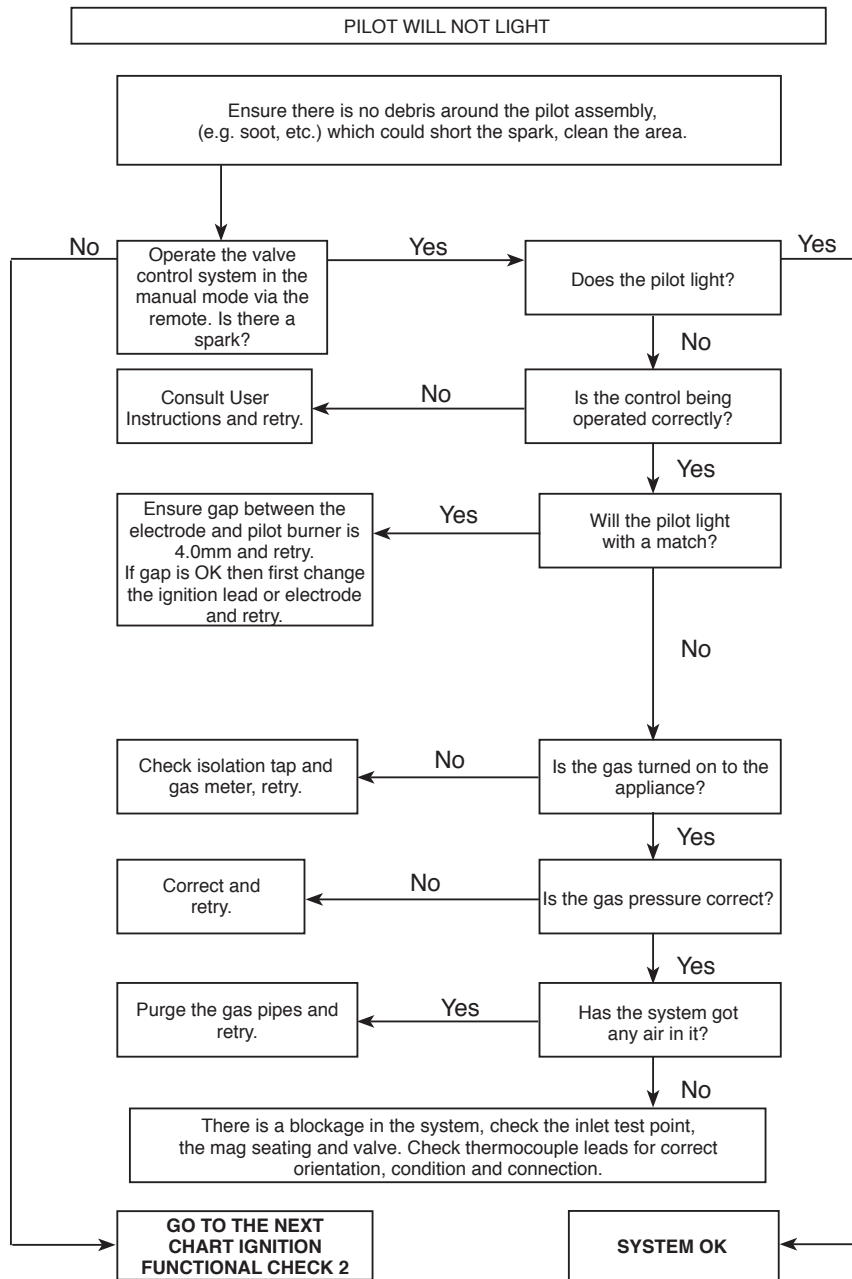 PILOT WILL NOT LIGHT
Ensure there is no debris around the pilot assembly,
(e.g. soot, etc.) which could short the spark, clean the area.
No
Operate the valve
control system in the
manual mode via the
remote. Is there a
spark?
Yes
Does the pilot light?
Yes
No
Consult User
Instructions and retry.
No
Is the control being
operated correctly?
Yes
Ensure gap between the
electrode and pilot burner is
4.0mm and retry.
If gap is OK then first change
the ignition lead or electrode
and retry.
Yes
Will the pilot light
with a match?
No
Check isolation tap and
gas meter, retry.
No
Is the gas turned on to the
appliance?
Yes
Correct and
retry.
No
Is the gas pressure correct?
Yes
Purge the gas pipes and
retry.
Yes
Has the system got
any air in it?
No
There is a blockage in the system, check the inlet test point,
the mag seating and valve. Check thermocouple leads for correct
orientation, condition and connection.
GO TO THE NEXT
CHART IGNITION
FUNCTIONAL CHECK 2
SYSTEM OK